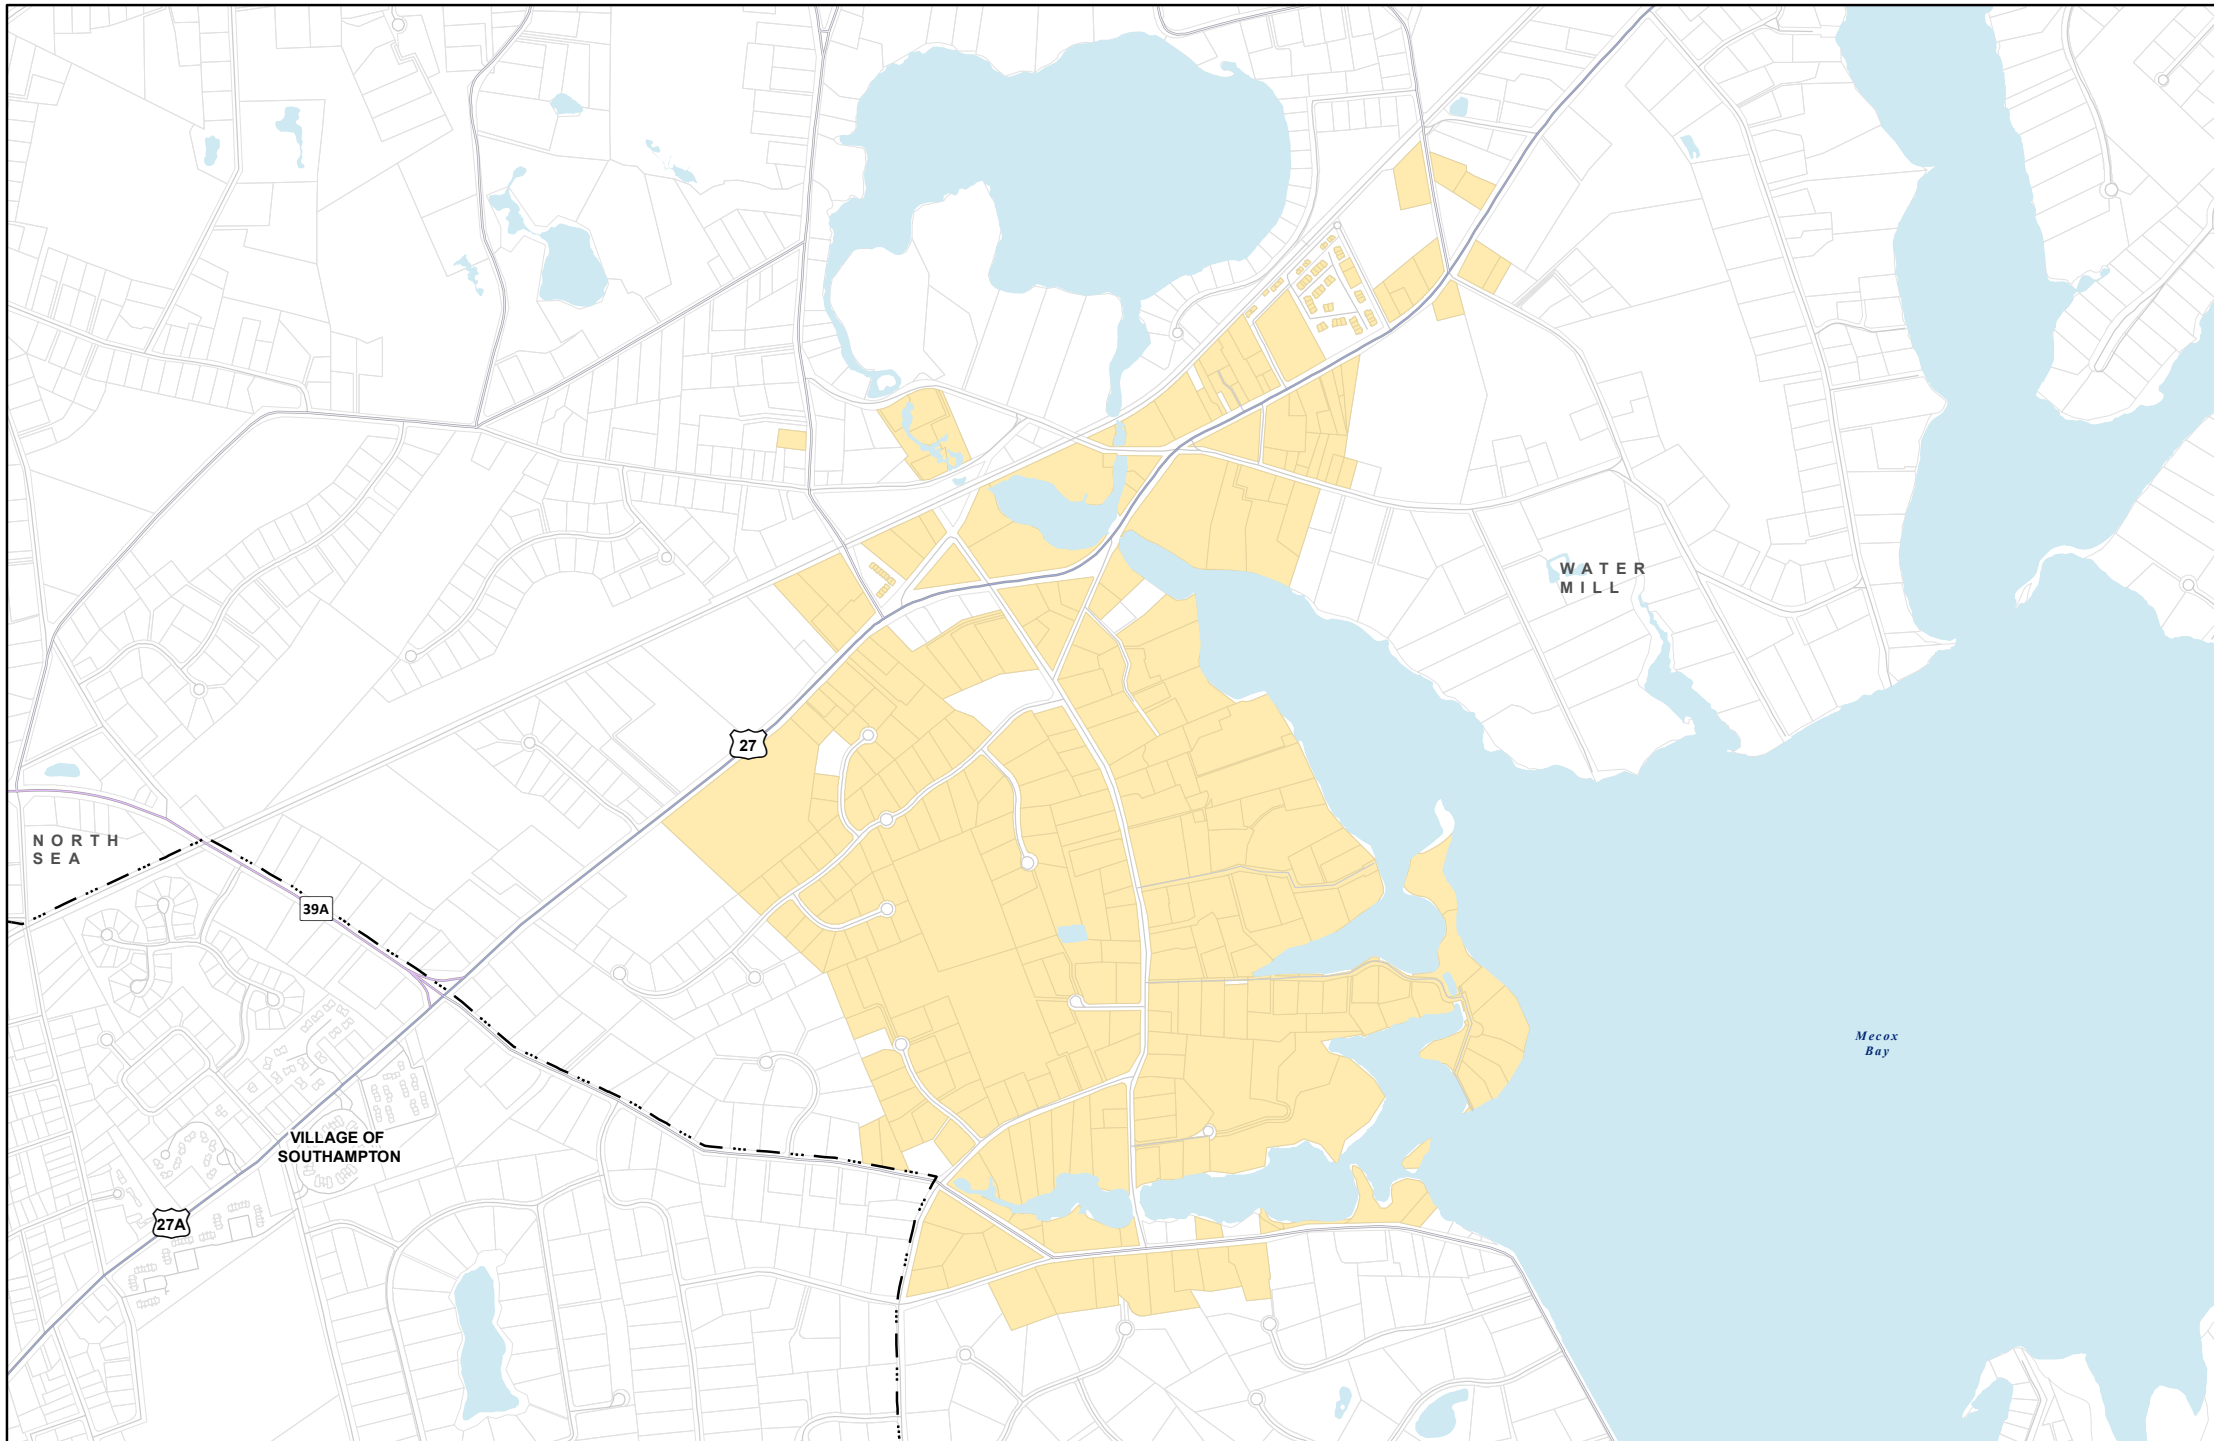 WATER
MILL
27
NORTH
SEA
39A
Mecox
Bay
VILLAGE OF
SOUTHAMPTON
27A